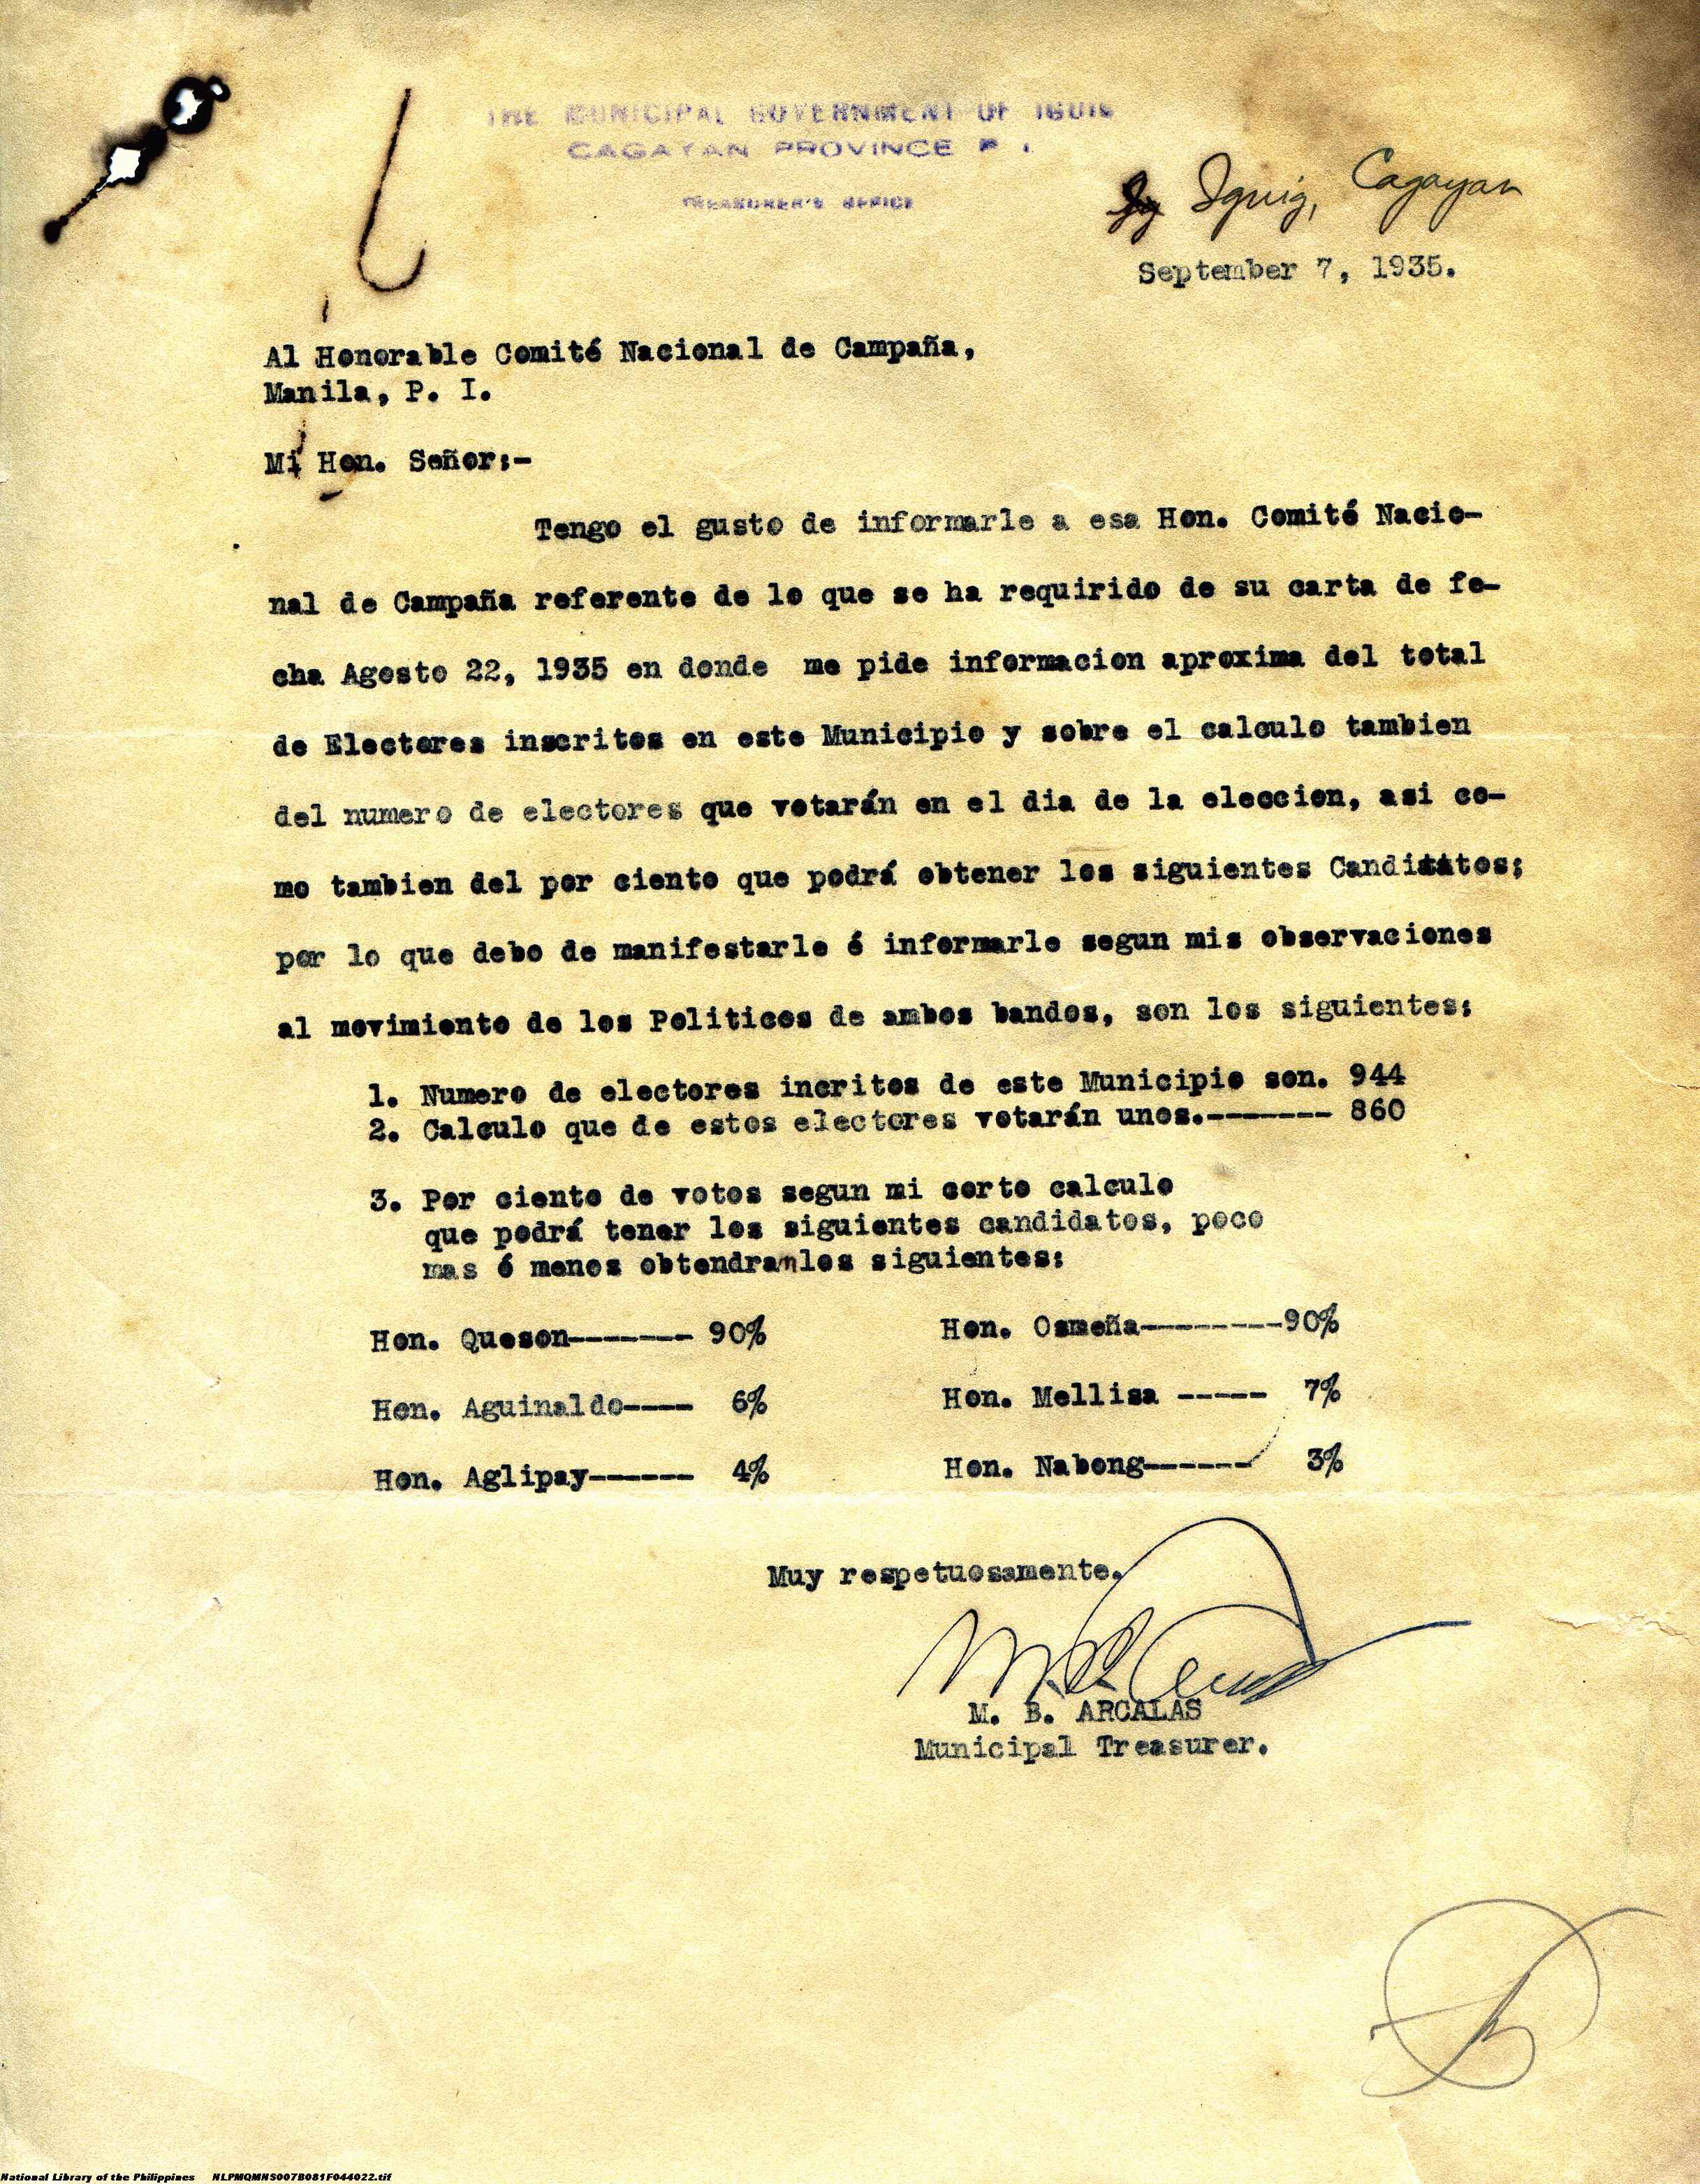 THE MUNICIPAL GOVERNMENT OF IGUIG
CAGAYAN PROVINCE P I.
TREASURER'S OFFICE
Iguig, Cagayan
September 7, 1935.
Al Honorable Comité Nacional de Campaña,
Manila, P. I.
Mi Hon. Señor:-
Tengo el gusto de informarle a esa Hon. Comité Nacio-
nal de Campaña referente de lo que se ha requirido de su carta de fe-
cha Agosto 22, 1935 en donde me pide informacion aproxima del total
de Electores inscritos en este Municipio y sobre el calculo tambien
del numero de electores que votarán en el dia de la eleccion, asi co-
mo tambien del por ciento que podrá obtener los siguientes Candidatos;
por lo que debo de manifestarle é informarle segun mis observaciones
al movimiento de los Politicos de ambos bandos, son los siguientes:
1. Numero de electores incritos de este Municipio son. 944
2. Calculo que de estos electores votarán unos.------- 860
3. Por ciento de votos segun mi corto calculo
que podrá tener los siguientes candidatos, poco
mas ó menos obtendranlos siguientes:
Hon. Queson------- 90% Hon. Osmeña--------90%
Hon. Aguinaldo---- 6% Hon. Mellisa ----- 7%
Hon. Aglipay------ 4% Hon. Nabong------ 3%
Muy respetuosamente.
M. B. ARCALAS
Municipal Treasurer.
National Library of the Philippines NLPMQMNS007B081F044022.tif